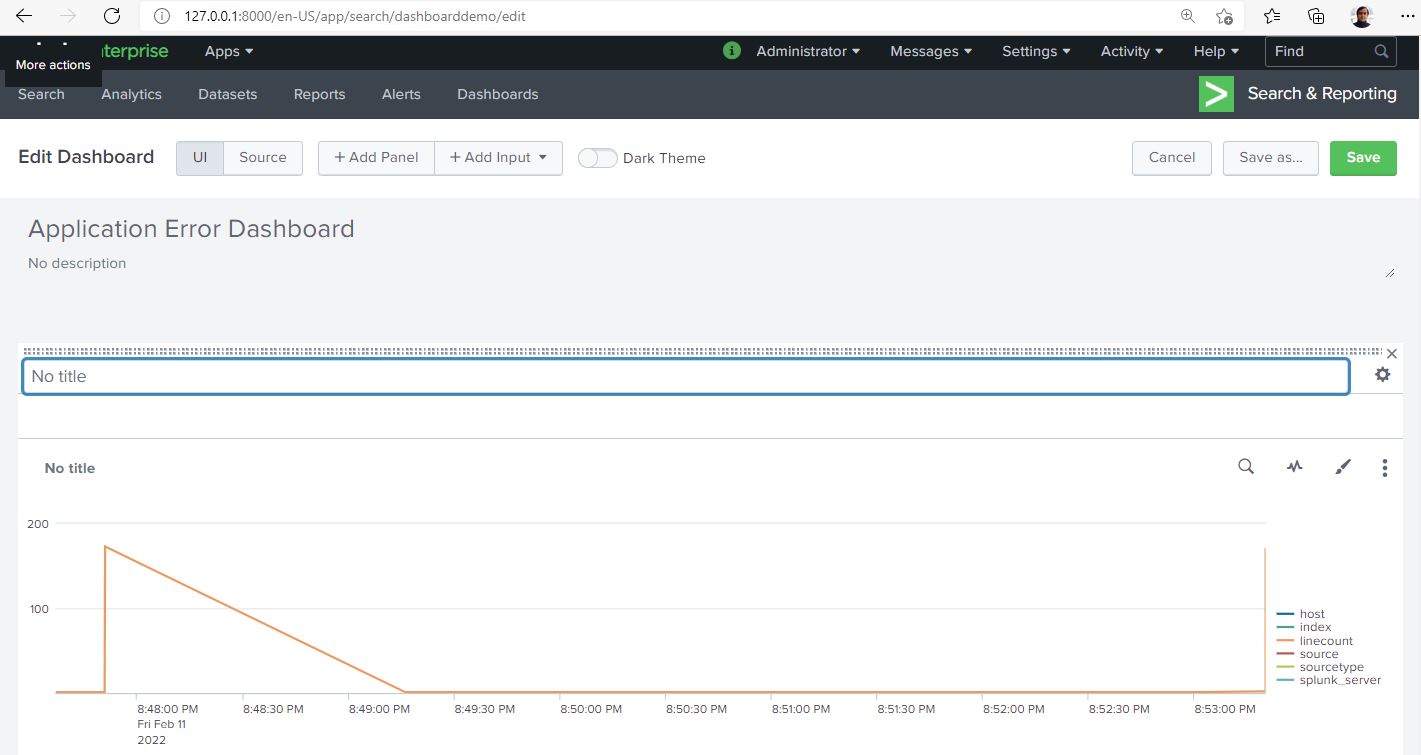 127.0.0.1:8000/en-US/app/search/dashboarddemo/edit
More actions
nterprise Apps Administrator Messages Settings Activity Help Find
Search Analytics Datasets Reports Alerts Dashboards Search & Reporting
Edit Dashboard UI Source + Add Panel + Add Input Dark Theme Cancel Save as... Save
Application Error Dashboard
No description
No title
No title
200
100
host
index
linecount
source
sourcetype
splunk_server
8:48:00 PM 8:48:30 PM 8:49:00 PM 8:49:30 PM 8:50:00 PM 8:50:30 PM 8:51:00 PM 8:51:30 PM 8:52:00 PM 8:52:30 PM 8:53:00 PM
Fri Feb 11
2022